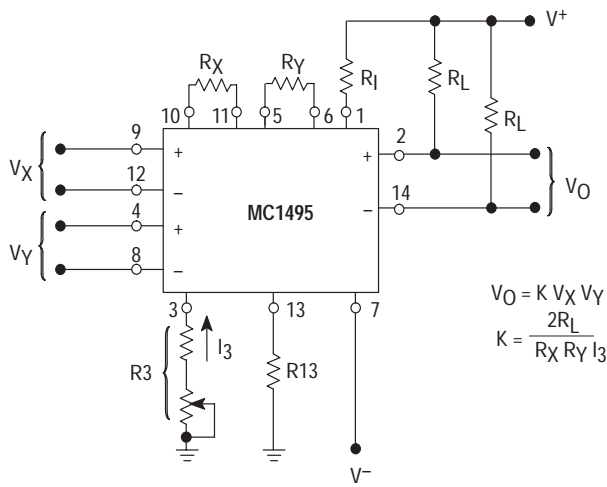 V+
RX
RY
RI
RL
RL
10
11
5
6
1
9
+
2
+
VX
12
−
14
−
VO
4
+
MC1495
VY
8
−
3
13
7
VO = K VX VY
K = 2RL
RX RY I3
I3
R3
R13
V−